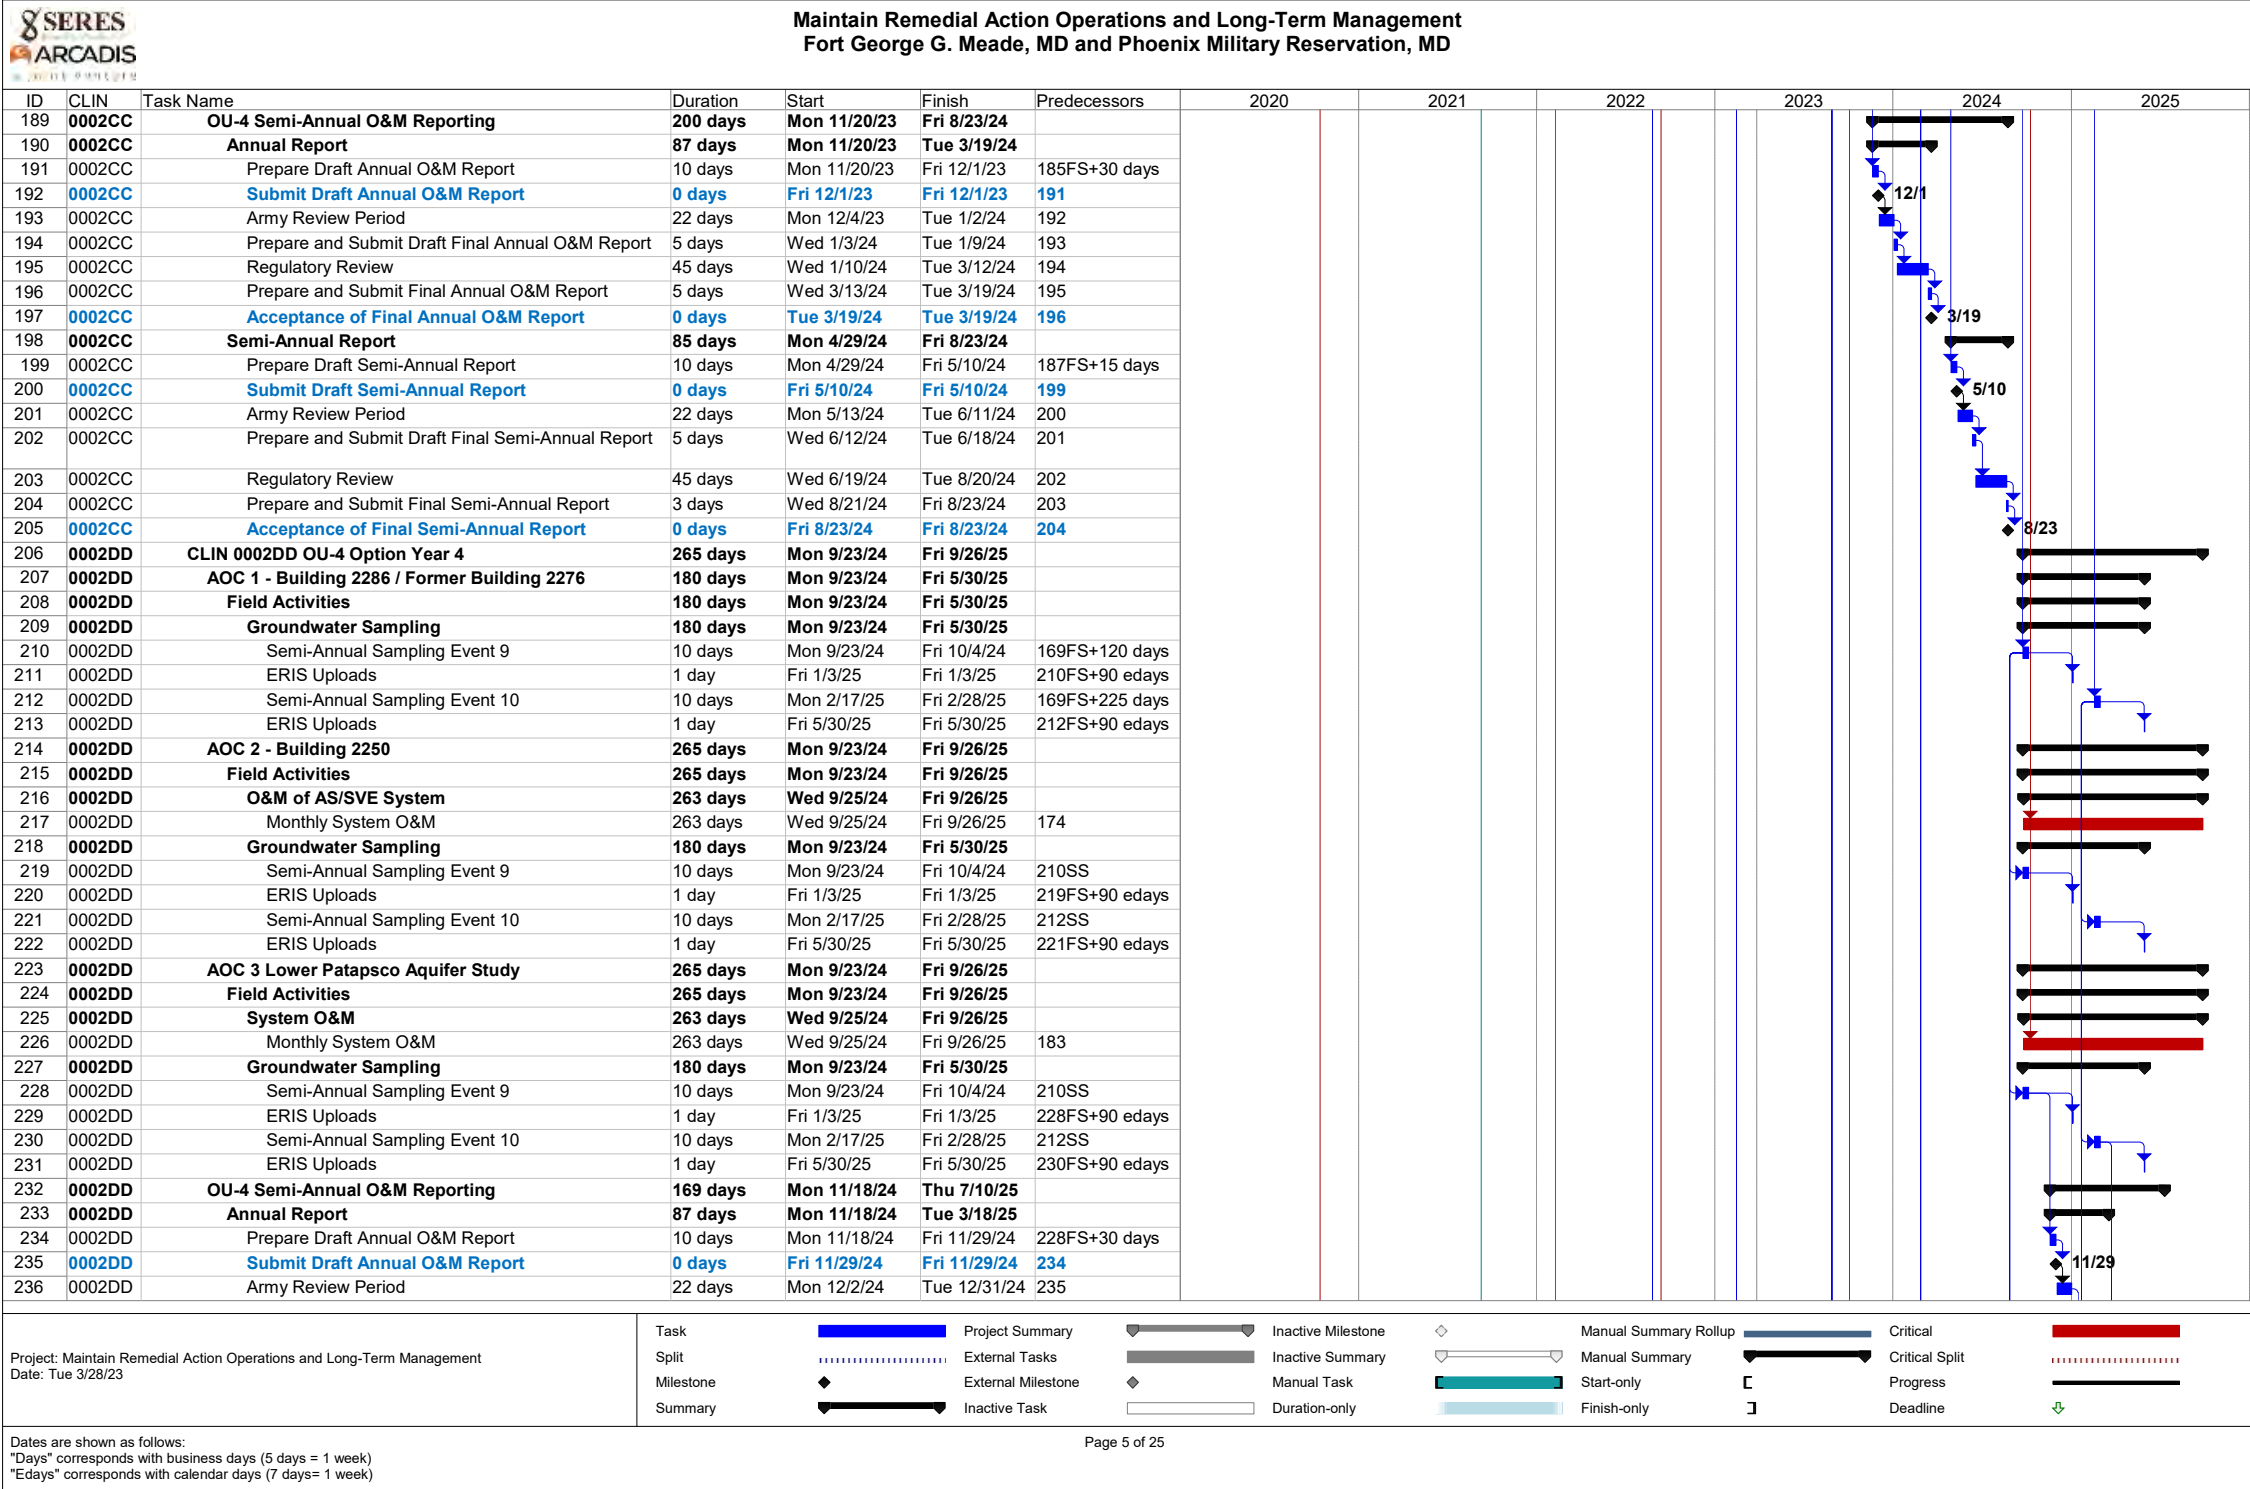 SERES
ARCADIS
Maintain Remedial Action Operations and Long-Term Management
Fort George G. Meade, MD and Phoenix Military Reservation, MD
ID CLIN Task Name Duration Start Finish Predecessors 2020 2021 2022 2023 2024 2025
189 0002CC OU-4 Semi-Annual O&M Reporting 200 days Mon 11/20/23 Fri 8/23/24
190 0002CC Annual Report 87 days Mon 11/20/23 Tue 3/19/24
191 0002CC Prepare Draft Annual O&M Report 10 days Mon 11/20/23 Fri 12/1/23 185FS+30 days
192 0002CC Submit Draft Annual O&M Report 0 days Fri 12/1/23 Fri 12/1/23 191 12/1
193 0002CC Army Review Period 22 days Mon 12/4/23 Tue 1/2/24 192
194 0002CC Prepare and Submit Draft Final Annual O&M Report 5 days Wed 1/3/24 Tue 1/9/24 193
195 0002CC Regulatory Review 45 days Wed 1/10/24 Tue 3/12/24 194
196 0002CC Prepare and Submit Final Annual O&M Report 5 days Wed 3/13/24 Tue 3/19/24 195
197 0002CC Acceptance of Final Annual O&M Report 0 days Tue 3/19/24 Tue 3/19/24 196 3/19
198 0002CC Semi-Annual Report 85 days Mon 4/29/24 Fri 8/23/24
199 0002CC Prepare Draft Semi-Annual Report 10 days Mon 4/29/24 Fri 5/10/24 187FS+15 days
200 0002CC Submit Draft Semi-Annual Report 0 days Fri 5/10/24 Fri 5/10/24 199 5/10
201 0002CC Army Review Period 22 days Mon 5/13/24 Tue 6/11/24 200
202 0002CC Prepare and Submit Draft Final Semi-Annual Report 5 days Wed 6/12/24 Tue 6/18/24 201
203 0002CC Regulatory Review 45 days Wed 6/19/24 Tue 8/20/24 202
204 0002CC Prepare and Submit Final Semi-Annual Report 3 days Wed 8/21/24 Fri 8/23/24 203
205 0002CC Acceptance of Final Semi-Annual Report 0 days Fri 8/23/24 Fri 8/23/24 204 8/23
206 0002DD CLIN 0002DD OU-4 Option Year 4 265 days Mon 9/23/24 Fri 9/26/25
207 0002DD AOC 1 - Building 2286 / Former Building 2276 180 days Mon 9/23/24 Fri 5/30/25
208 0002DD Field Activities 180 days Mon 9/23/24 Fri 5/30/25
209 0002DD Groundwater Sampling 180 days Mon 9/23/24 Fri 5/30/25
210 0002DD Semi-Annual Sampling Event 9 10 days Mon 9/23/24 Fri 10/4/24 169FS+120 days
211 0002DD ERIS Uploads 1 day Fri 1/3/25 Fri 1/3/25 210FS+90 edays
212 0002DD Semi-Annual Sampling Event 10 10 days Mon 2/17/25 Fri 2/28/25 169FS+225 days
213 0002DD ERIS Uploads 1 day Fri 5/30/25 Fri 5/30/25 212FS+90 edays
214 0002DD AOC 2 - Building 2250 265 days Mon 9/23/24 Fri 9/26/25
215 0002DD Field Activities 265 days Mon 9/23/24 Fri 9/26/25
216 0002DD O&M of AS/SVE System 263 days Wed 9/25/24 Fri 9/26/25
217 0002DD Monthly System O&M 263 days Wed 9/25/24 Fri 9/26/25 174
218 0002DD Groundwater Sampling 180 days Mon 9/23/24 Fri 5/30/25
219 0002DD Semi-Annual Sampling Event 9 10 days Mon 9/23/24 Fri 10/4/24 210SS
220 0002DD ERIS Uploads 1 day Fri 1/3/25 Fri 1/3/25 219FS+90 edays
221 0002DD Semi-Annual Sampling Event 10 10 days Mon 2/17/25 Fri 2/28/25 212SS
222 0002DD ERIS Uploads 1 day Fri 5/30/25 Fri 5/30/25 221FS+90 edays
223 0002DD AOC 3 Lower Patapsco Aquifer Study 265 days Mon 9/23/24 Fri 9/26/25
224 0002DD Field Activities 265 days Mon 9/23/24 Fri 9/26/25
225 0002DD System O&M 263 days Wed 9/25/24 Fri 9/26/25
226 0002DD Monthly System O&M 263 days Wed 9/25/24 Fri 9/26/25 183
227 0002DD Groundwater Sampling 180 days Mon 9/23/24 Fri 5/30/25
228 0002DD Semi-Annual Sampling Event 9 10 days Mon 9/23/24 Fri 10/4/24 210SS
229 0002DD ERIS Uploads 1 day Fri 1/3/25 Fri 1/3/25 228FS+90 edays
230 0002DD Semi-Annual Sampling Event 10 10 days Mon 2/17/25 Fri 2/28/25 212SS
231 0002DD ERIS Uploads 1 day Fri 5/30/25 Fri 5/30/25 230FS+90 edays
232 0002DD OU-4 Semi-Annual O&M Reporting 169 days Mon 11/18/24 Thu 7/10/25
233 0002DD Annual Report 87 days Mon 11/18/24 Tue 3/18/25
234 0002DD Prepare Draft Annual O&M Report 10 days Mon 11/18/24 Fri 11/29/24 228FS+30 days
235 0002DD Submit Draft Annual O&M Report 0 days Fri 11/29/24 Fri 11/29/24 234 11/29
236 0002DD Army Review Period 22 days Mon 12/2/24 Tue 12/31/24 235
Project: Maintain Remedial Action Operations and Long-Term Management
Date: Tue 3/28/23
Task Project Summary Inactive Milestone Manual Summary Rollup Critical
Split External Tasks Inactive Summary Manual Summary Critical Split
Milestone External Milestone Manual Task Start-only Progress
Summary Inactive Task Duration-only Finish-only Deadline
Dates are shown as follows:
"Days" corresponds with business days (5 days = 1 week)
"Edays" corresponds with calendar days (7 days= 1 week)
Page 5 of 25